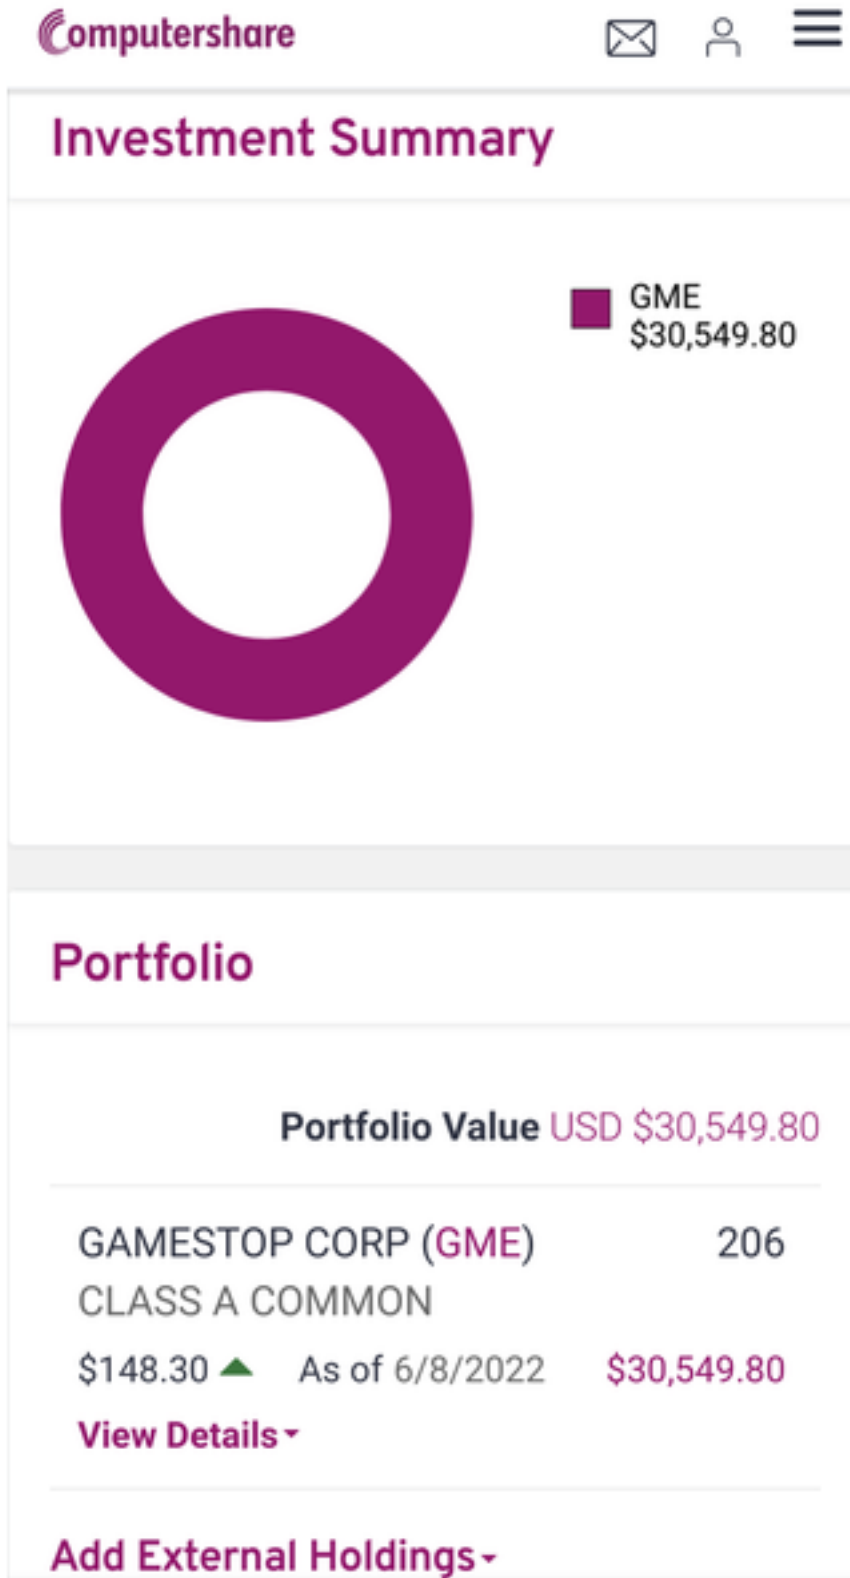 Computershare
Investment Summary
GME
$30,549.80
Portfolio
Portfolio Value USD $30,549.80
GAMESTOP CORP (GME) 206
CLASS A COMMON
$148.30 As of 6/8/2022 $30,549.80
View Details
Add External Holdings